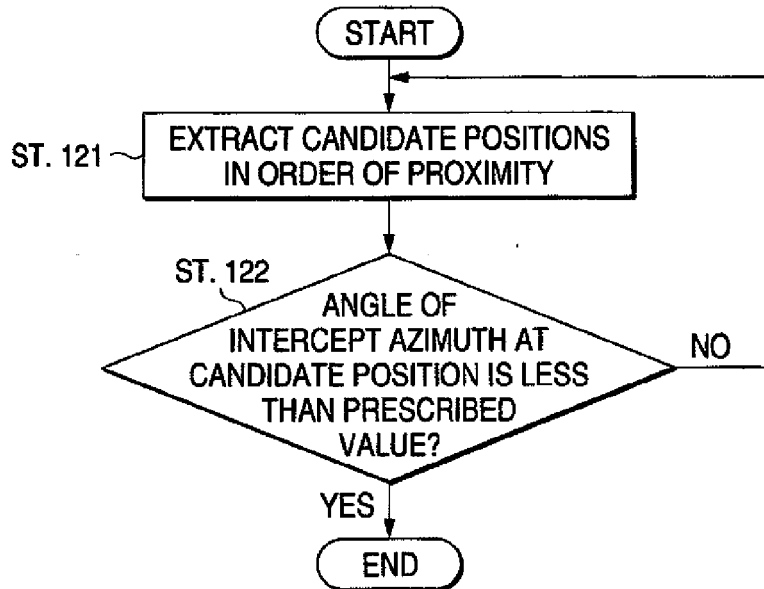 START
ST. 121
EXTRACT CANDIDATE POSITIONS
IN ORDER OF PROXIMITY
ST. 122
ANGLE OF
INTERCEPT AZIMUTH AT
CANDIDATE POSITION IS LESS
THAN PRESCRIBED
VALUE?
NO
YES
END